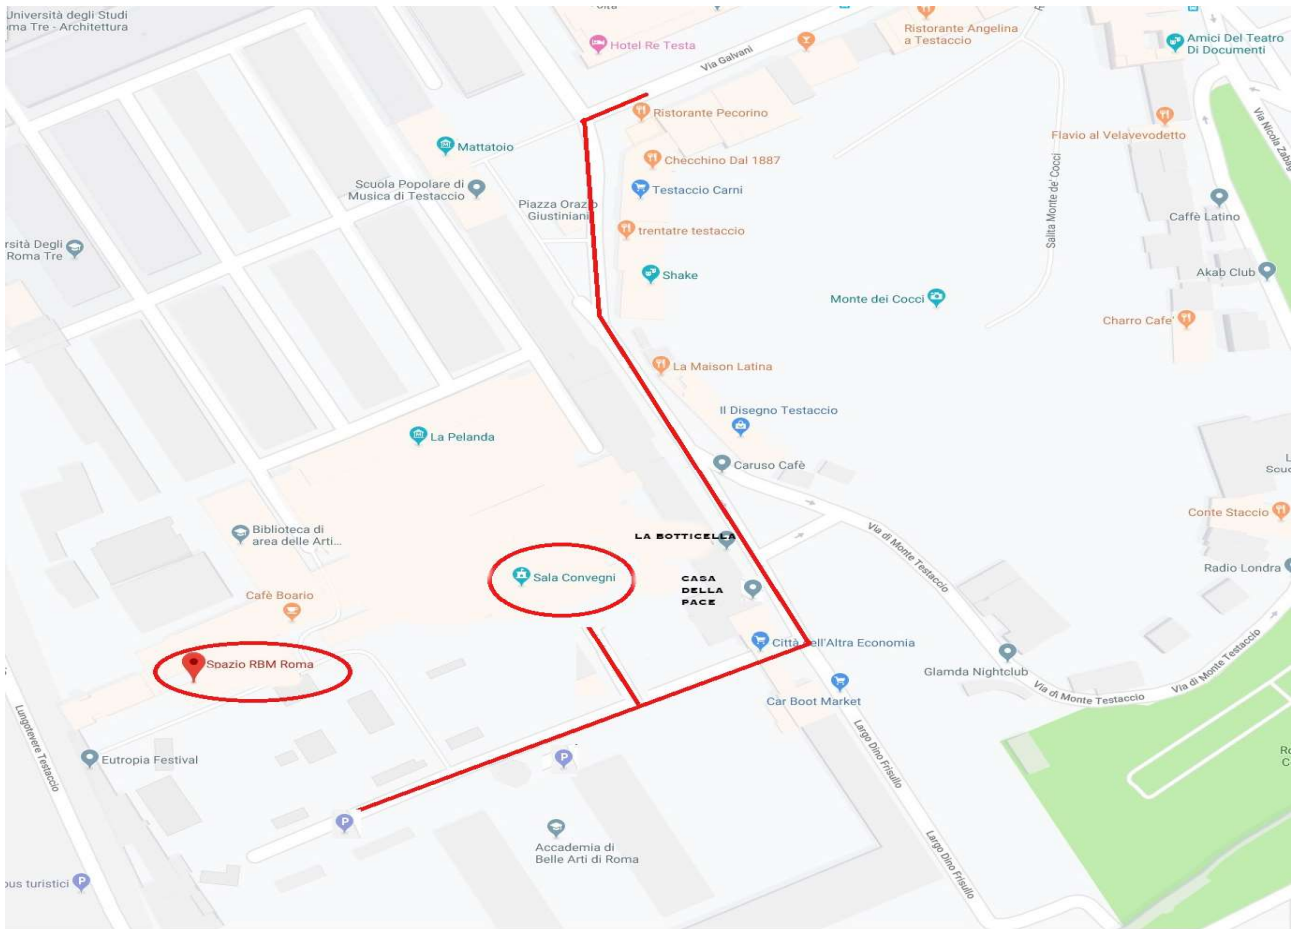 Università degli Studi
ma Tre - Architettura
Hotel Re Testa
Via Galvani
Ristorante Angelina
a Testaccio
Amici Del Teatro
Di Documenti
Ristorante Pecorino
Flavio al Velavevodetto
Via Nicola Zabag
Mattatoio
Checchino Dal 1887
Scuola Popolare di
Musica di Testaccio
Testaccio Carni
Piazza Orazio
Giustiniani
Caffè Latino
trentatre testaccio
Salita Monte de' Cocci
rsità Degli
Roma Tre
Shake
Akab Club
Monte dei Cocci
Charro Cafe'
La Maison Latina
Il Disegno Testaccio
La Pelanda
Caruso Cafè
Conte Staccio
Biblioteca di
area delle Arti...
LA BOTTICELLA
Via di Monte Testaccio
Radio Londra
Sala Convegni
CASA
DELLA
PACE
Cafè Boario
Città dell'Altra Economia
Spazio RBM Roma
Glamda Nightclub
Via di Monte Testaccio
Via di Monte Testaccio
Car Boot Market
Lungotevere Testaccio
Largo Dino Frisullo
Eutropia Festival
P
P
Accademia di
Belle Arti di Roma
Largo Dino Frisullo
bus turistici
P